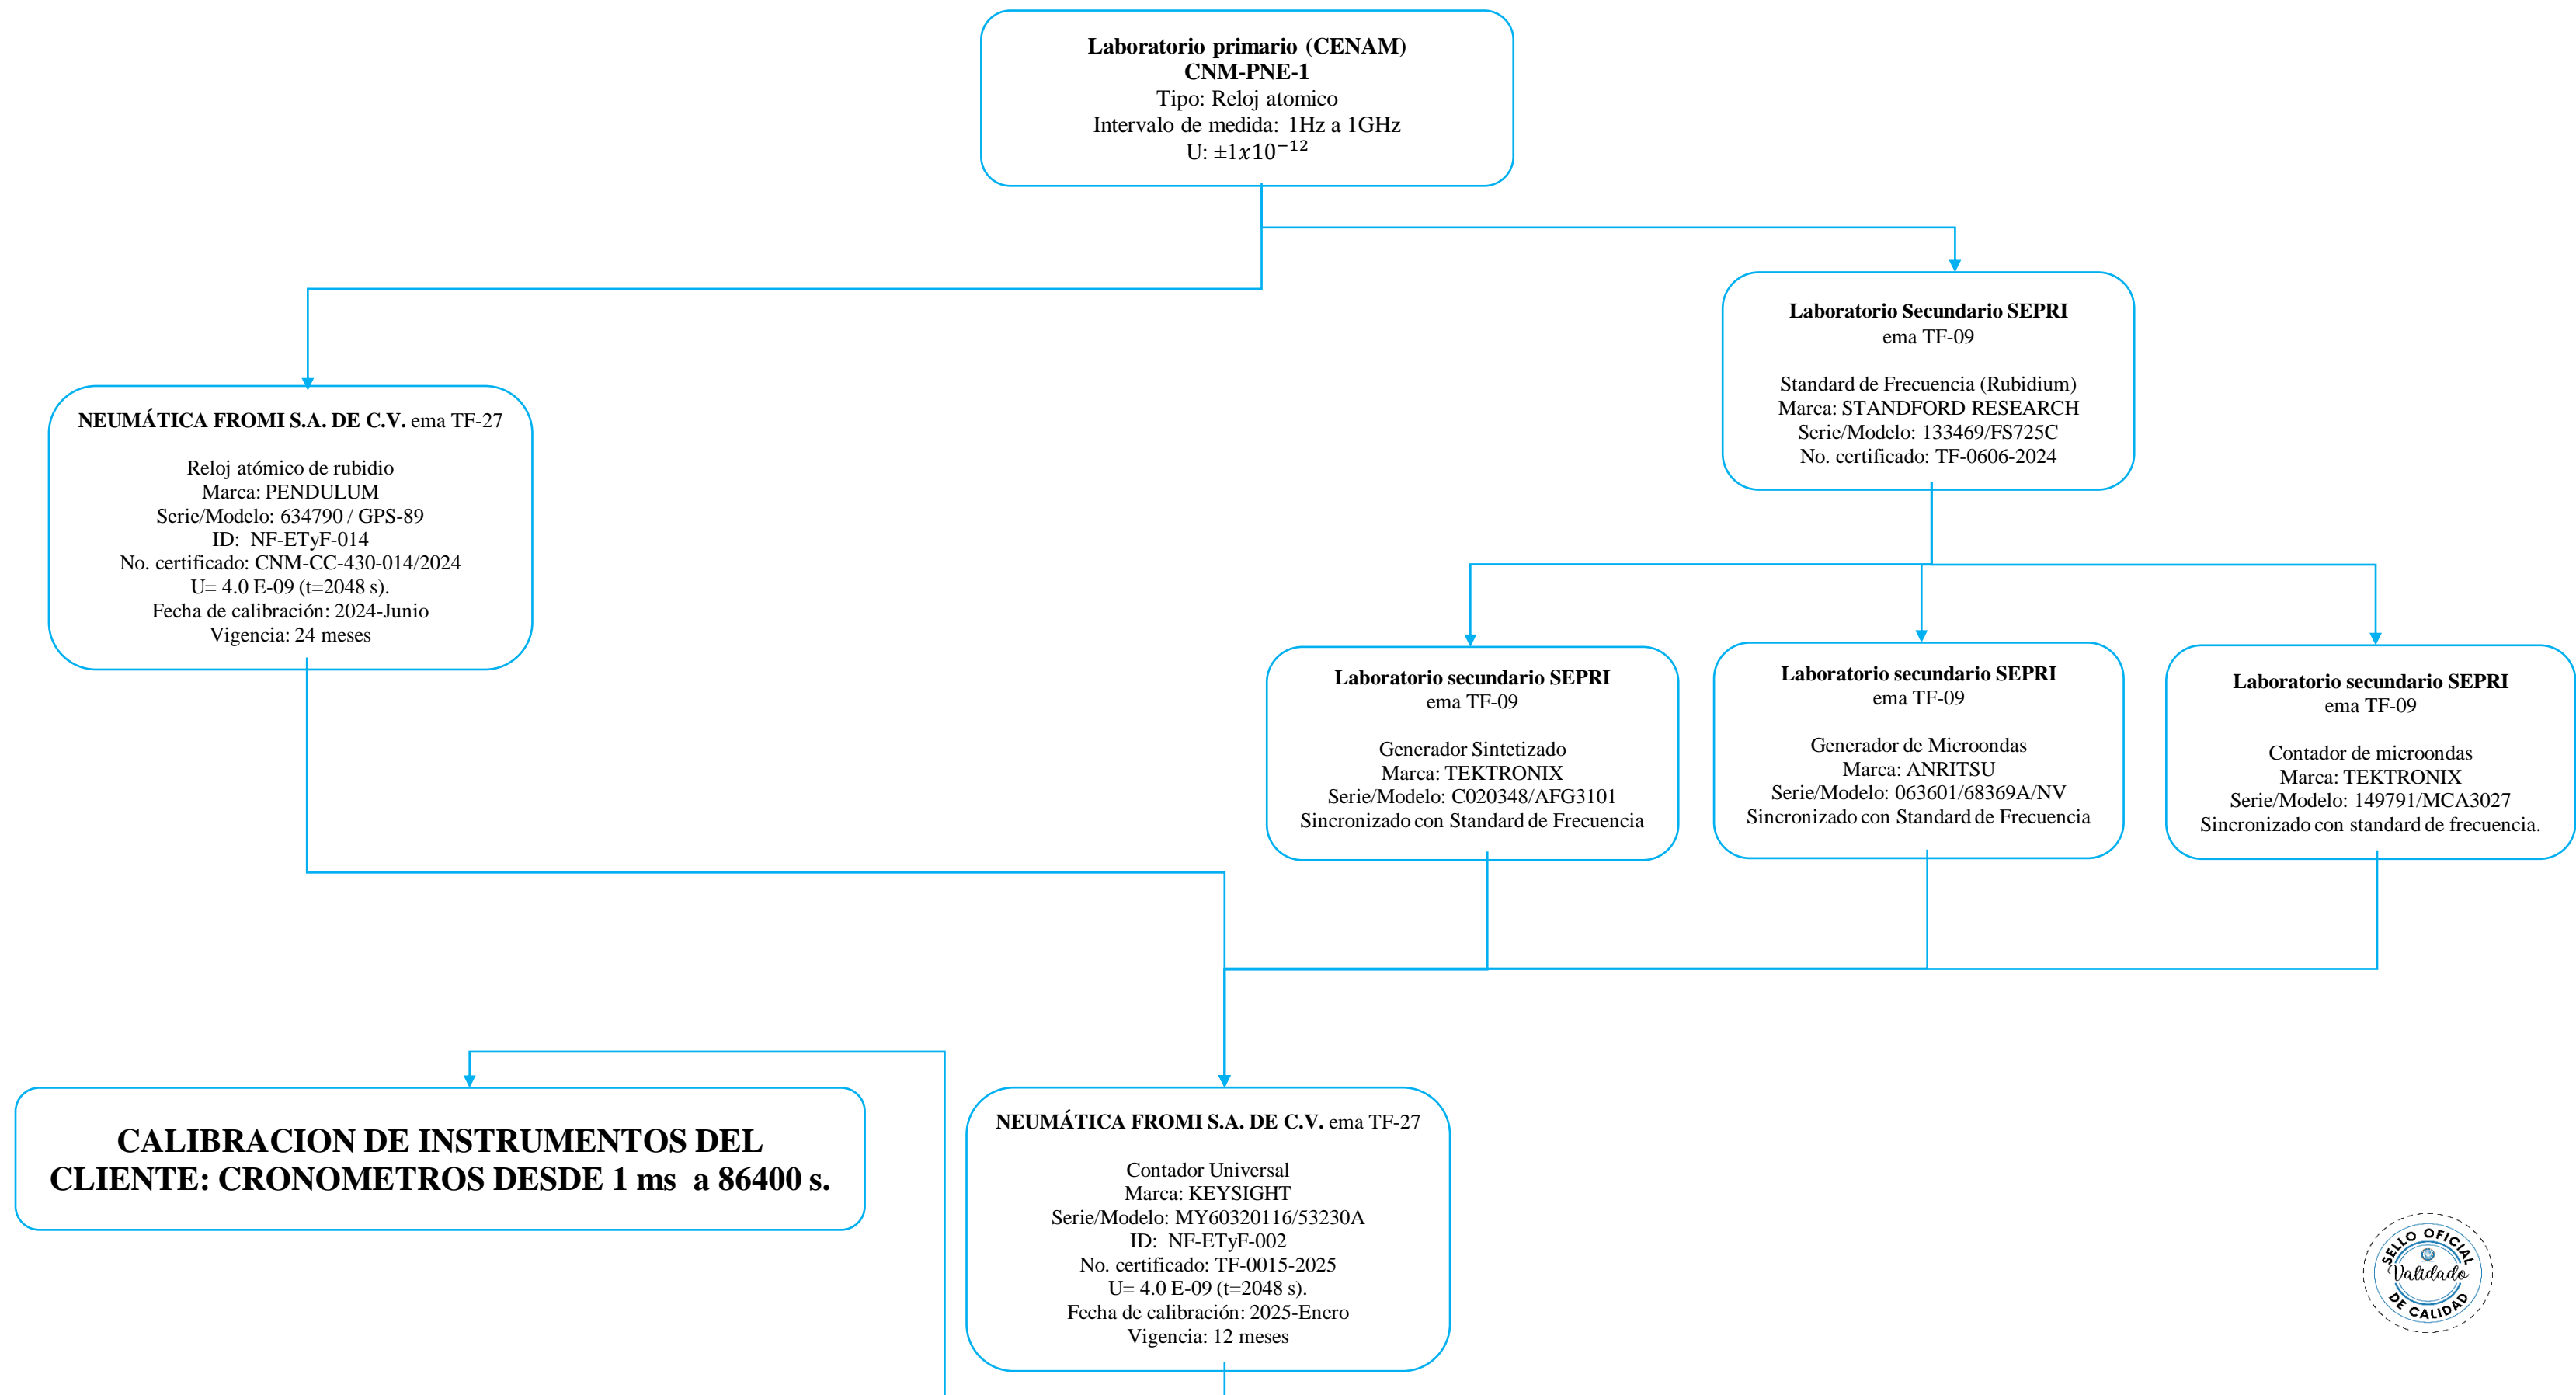 Laboratorio primario (CENAM)
CNM-PNE-1
Tipo: Reloj atomico
Intervalo de medida: 1Hz a 1GHz
U: ±1x10⁻¹²
Laboratorio Secundario SEPRI
ema TF-09
Standard de Frecuencia (Rubidium)
Marca: STANDFORD RESEARCH
Serie/Modelo: 133469/FS725C
No. certificado: TF-0606-2024
NEUMÁTICA FROMI S.A. DE C.V. ema TF-27
Reloj atómico de rubidio
Marca: PENDULUM
Serie/Modelo: 634790 / GPS-89
ID: NF-ETyF-014
No. certificado: CNM-CC-430-014/2024
U= 4.0 E-09 (t=2048 s).
Fecha de calibración: 2024-Junio
Vigencia: 24 meses
Laboratorio secundario SEPRI
ema TF-09
Generador Sintetizado
Marca: TEKTRONIX
Serie/Modelo: C020348/AFG3101
Sincronizado con Standard de Frecuencia
Laboratorio secundario SEPRI
ema TF-09
Generador de Microondas
Marca: ANRITSU
Serie/Modelo: 063601/68369A/NV
Sincronizado con Standard de Frecuencia
Laboratorio secundario SEPRI
ema TF-09
Contador de microondas
Marca: TEKTRONIX
Serie/Modelo: 149791/MCA3027
Sincronizado con standard de frecuencia.
CALIBRACION DE INSTRUMENTOS DEL
CLIENTE: CRONOMETROS DESDE 1 ms a 86400 s.
NEUMÁTICA FROMI S.A. DE C.V. ema TF-27
Contador Universal
Marca: KEYSIGHT
Serie/Modelo: MY60320116/53230A
ID: NF-ETyF-002
No. certificado: TF-0015-2025
U= 4.0 E-09 (t=2048 s).
Fecha de calibración: 2025-Enero
Vigencia: 12 meses
SELLO OFICIAL
Validado
DE CALIDAD